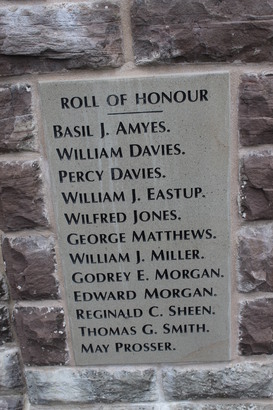 ROLL OF HONOUR
BASIL J. AMYES.
WILLIAM DAVIES.
PERCY DAVIES.
WILLIAM J. EASTUP.
WILFRED JONES.
GEORGE MATTHEWS.
WILLIAM J. MILLER.
GODREY E. MORGAN.
EDWARD MORGAN.
REGINALD C. SHEEN.
THOMAS G. SMITH.
MAY PROSSER.